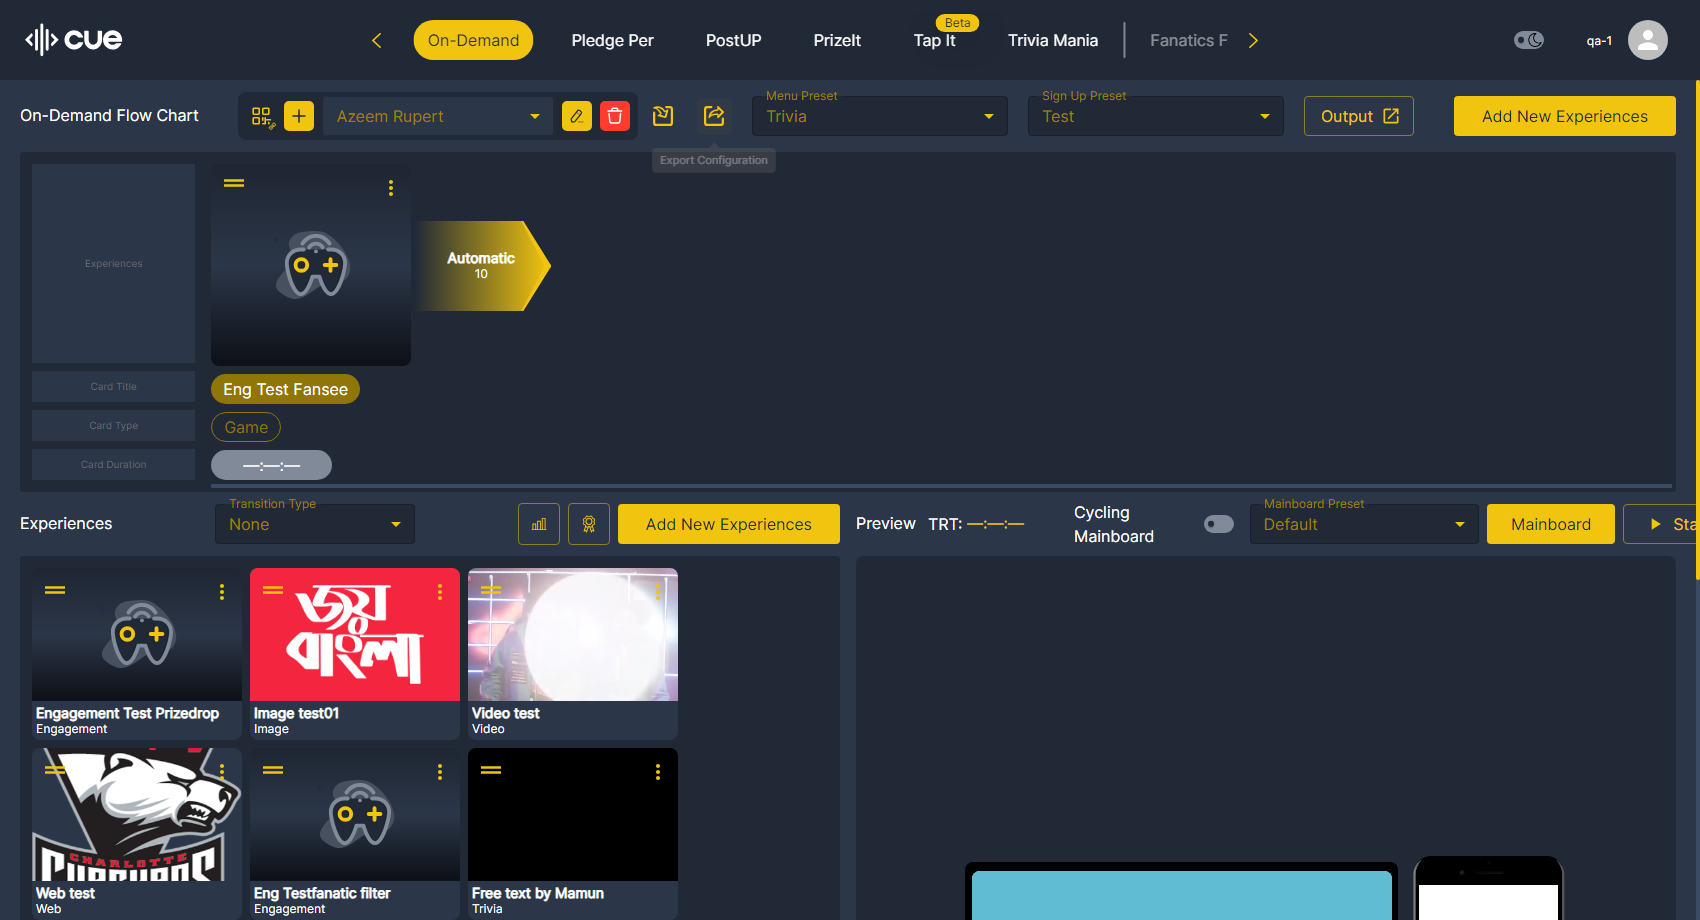 cue
On-Demand
Pledge Per
PostUP
PrizeIt
Beta
Tap It
Trivia Mania
Fanatics F
qa-1
On-Demand Flow Chart
Azeem Rupert
Menu Preset
Trivia
Sign Up Preset
Test
Output
Add New Experiences
Export Configuration
Experiences
Automatic
10
Card Title
Eng Test Fansee
Card Type
Game
Card Duration
—:—:—
Experiences
Transition Type
None
Add New Experiences
Preview
TRT: —:—:—
Cycling
Mainboard
Mainboard Preset
Default
Mainboard
Sta
জয়
বাংলা
Engagement Test Prizedrop
Engagement
Image test01
Image
Video test
Video
CHARLOTTE
Web test
Web
Eng Testfanatic filter
Engagement
Free text by Mamun
Trivia